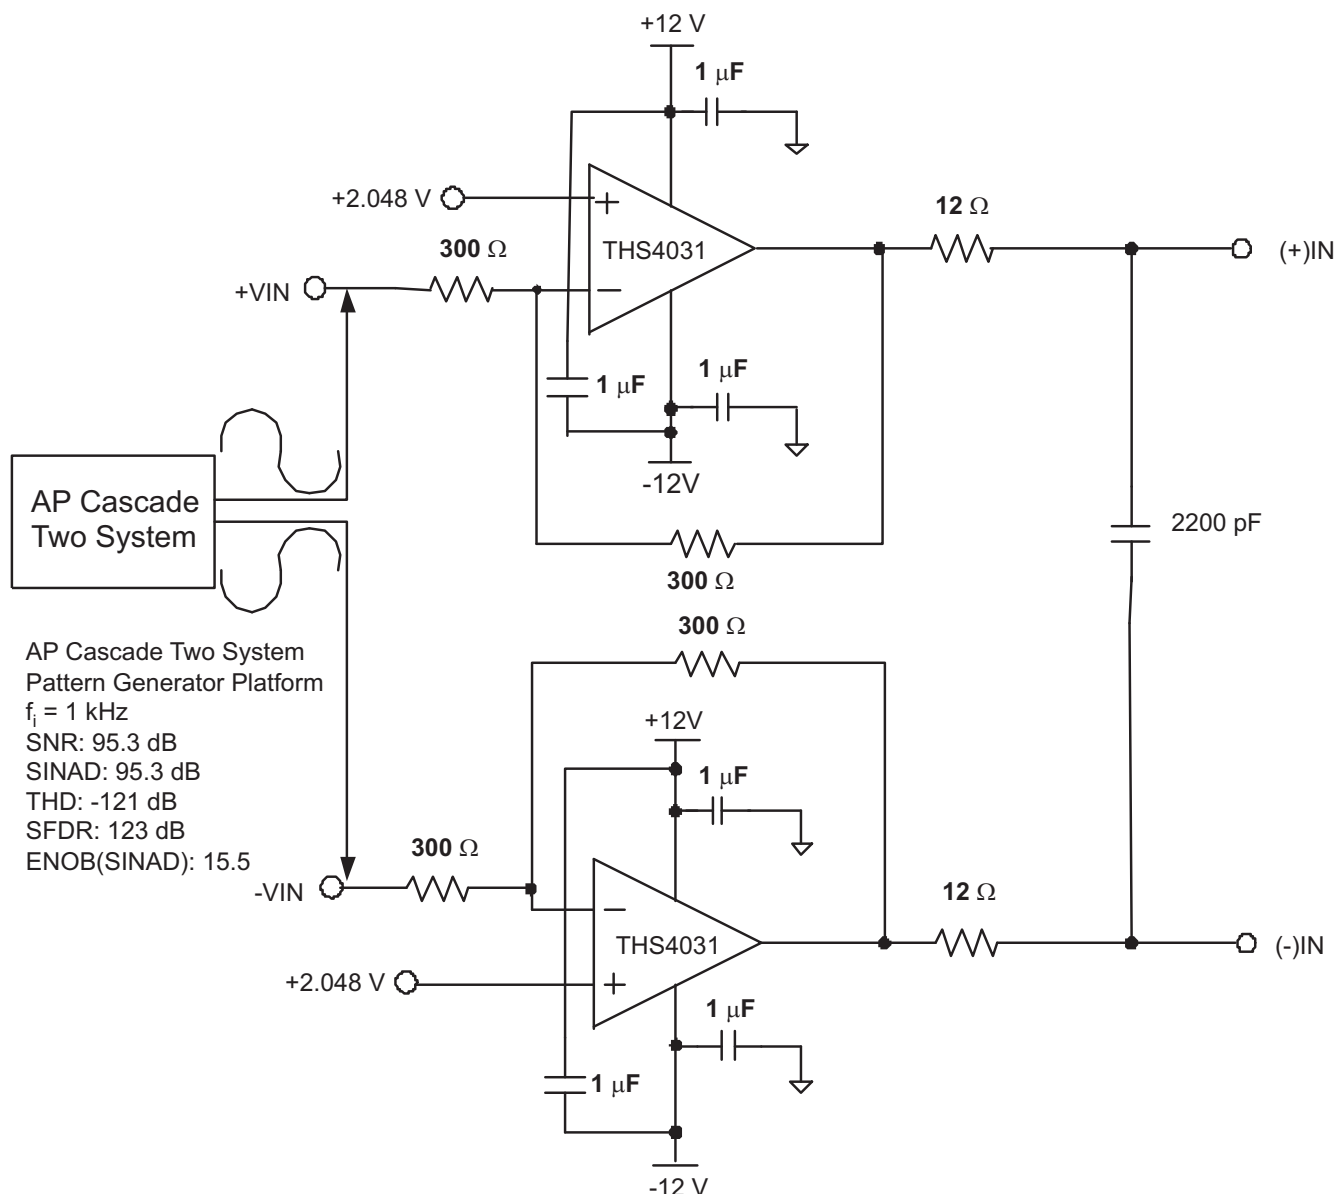 +12 V
1 μF
+2.048 V
THS4031
12 Ω
(+)IN
300 Ω
+VIN
1 μF
1 μF
-12V
AP Cascade
Two System
2200 pF
300 Ω
300 Ω
AP Cascade Two System
Pattern Generator Platform
fi = 1 kHz
SNR: 95.3 dB
SINAD: 95.3 dB
THD: -121 dB
SFDR: 123 dB
ENOB(SINAD): 15.5
+12V
1 μF
300 Ω
-VIN
12 Ω
THS4031
(-)IN
+2.048 V
1 μF
1 μF
-12 V